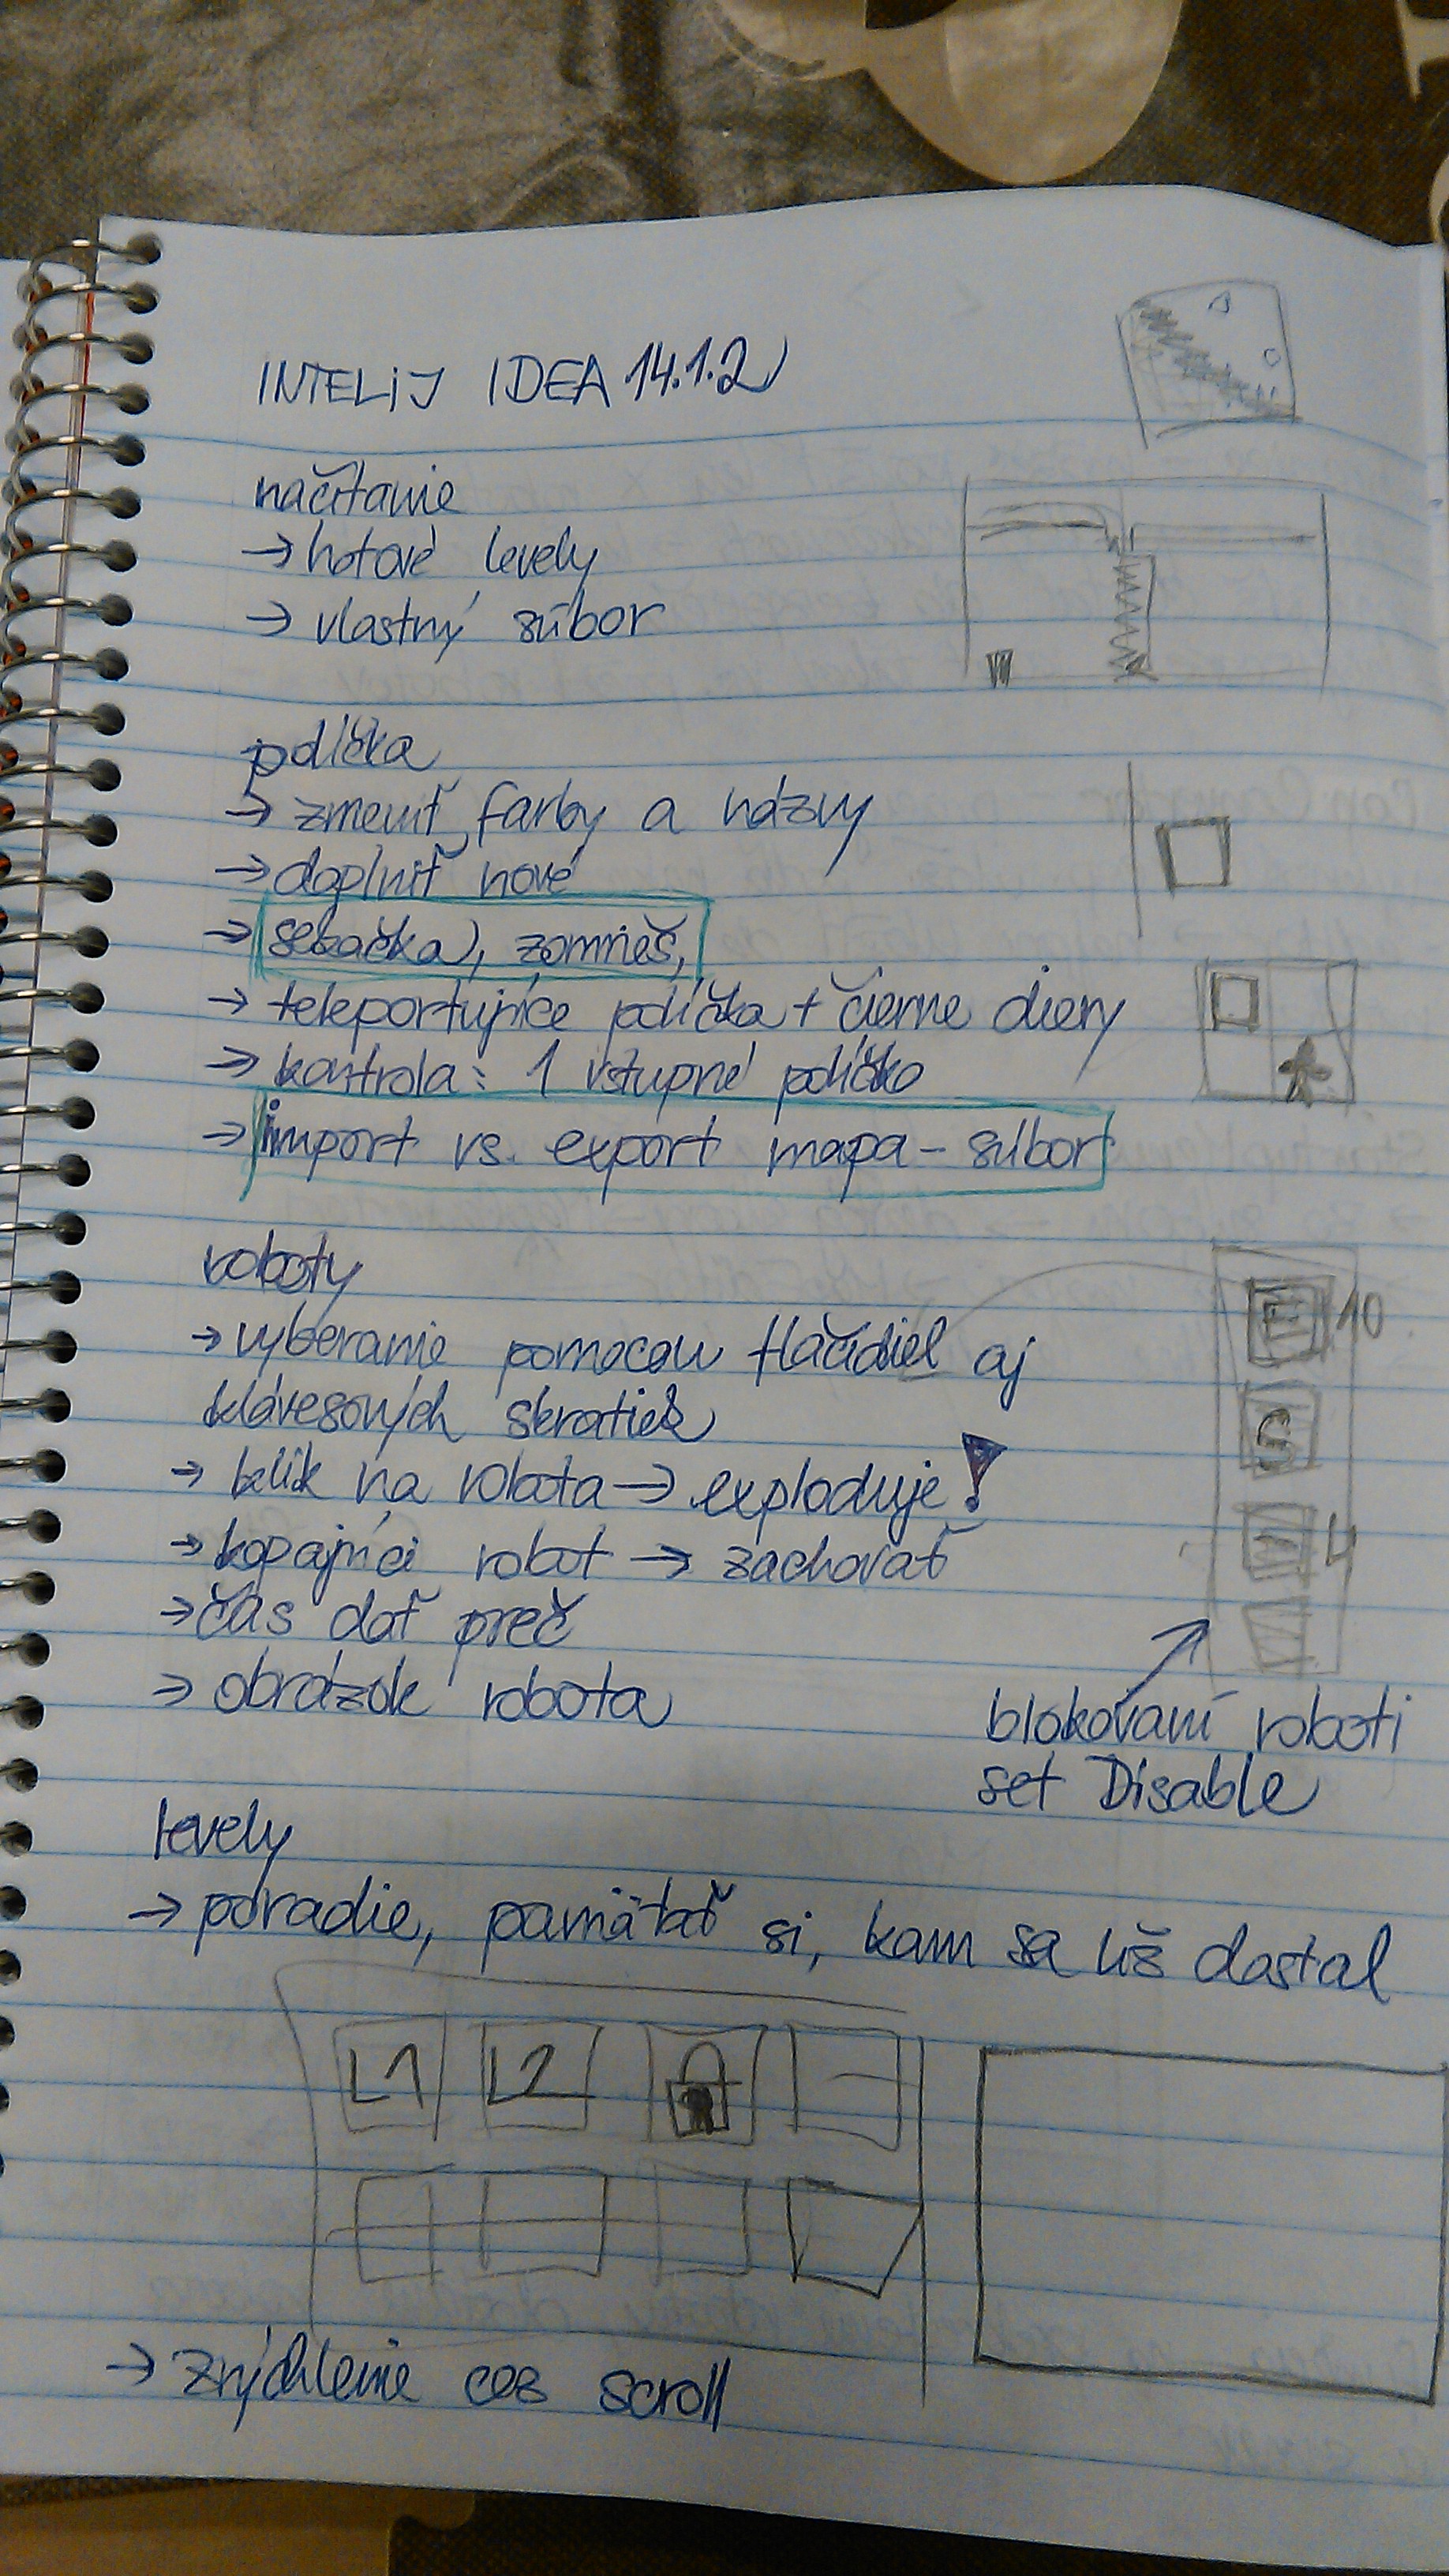 INTELiJ IDEA 14.1.2
načítanie
→ hotové levely
→ vlastný súbor
políčka
→ zmeniť farby a názvy
→ doplniť nové
→ sekačka, zomrieš,
→ teleportujúce políčka + čierne diery
→ kontrola: 1 vstupné políčko
→ import vs. export mapa - súbor
roboty
→ vyberanie pomocou tlačidiel aj
klávesových skratiek
→ klik na robota → exploduje!
→ kopajúci robot → zachovať
→ čas dať preč
→ obrázok robota
E 10
G
4
blokovaní roboti
set Disable
levely
→ poradie, pamätať si, kam sa už dostal
L1 L2
→ zrýchlenie cez scroll